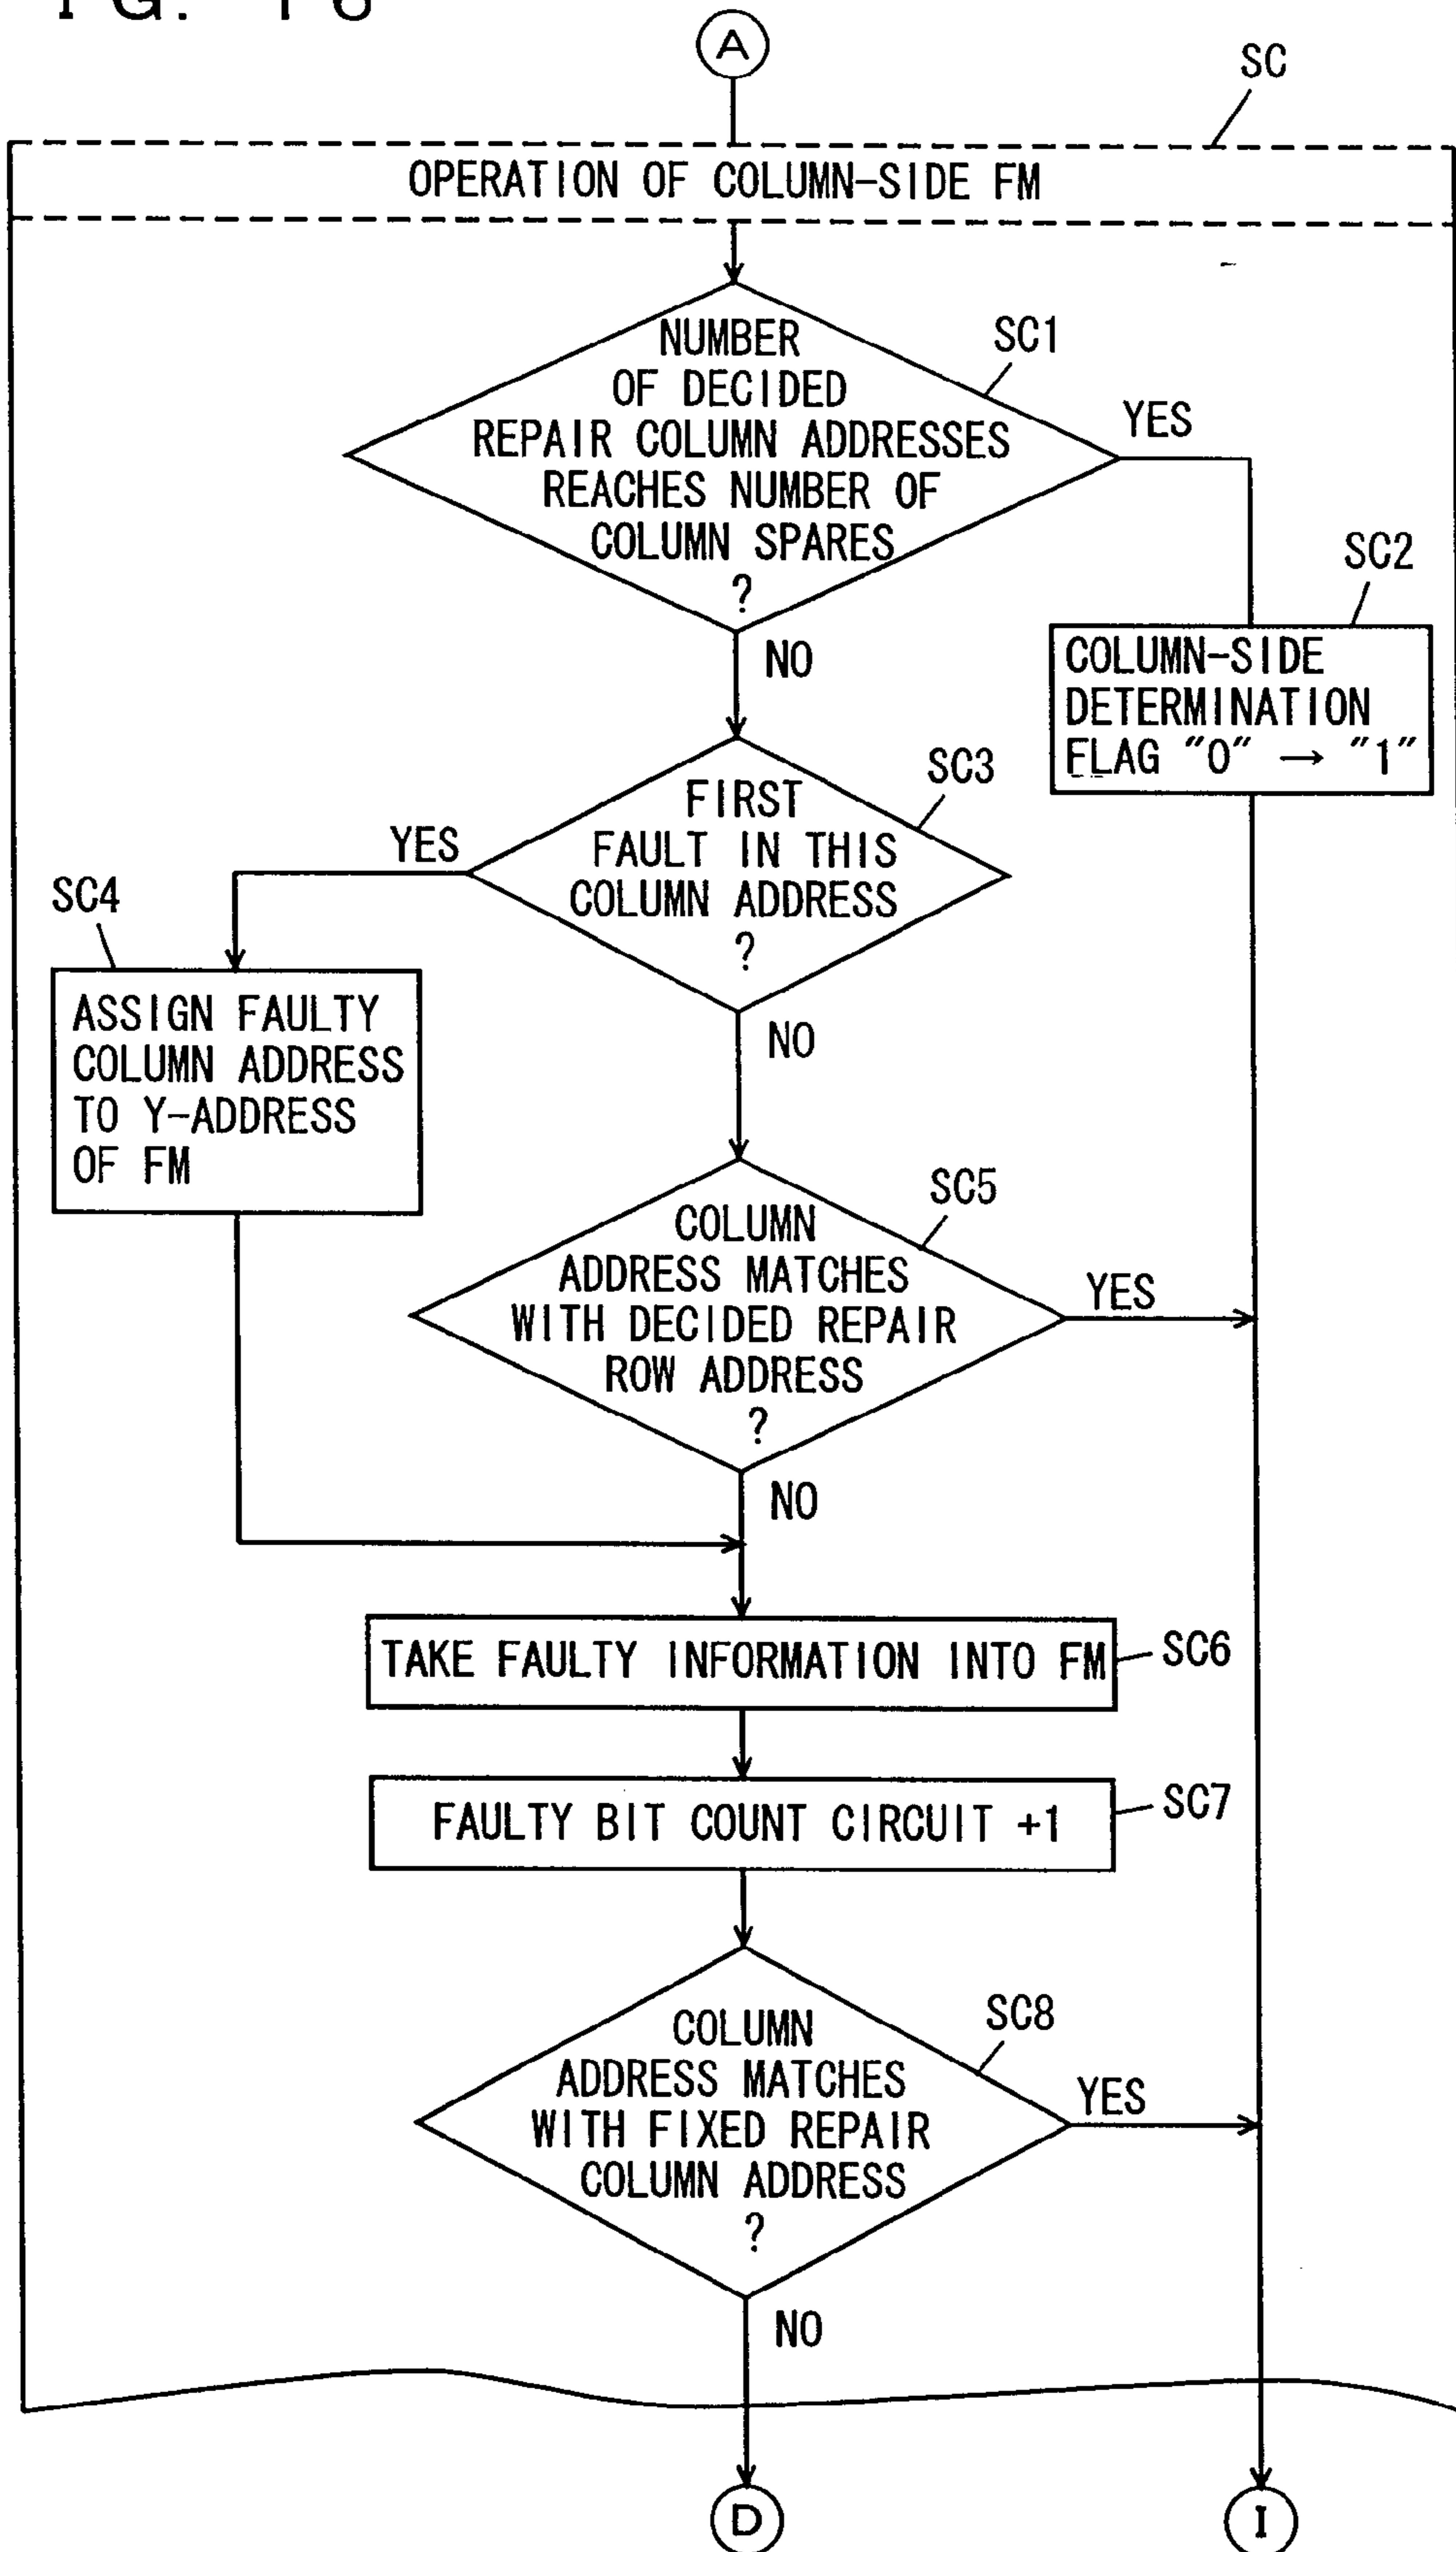 A
SC
OPERATION OF COLUMN-SIDE FM
NUMBER
OF DECIDED
REPAIR COLUMN ADDRESSES
REACHES NUMBER OF
COLUMN SPARES
?
SC1
YES
NO
SC2
COLUMN-SIDE
DETERMINATION
FLAG "0" → "1"
FIRST
FAULT IN THIS
COLUMN ADDRESS
?
SC3
YES
NO
SC4
ASSIGN FAULTY
COLUMN ADDRESS
TO Y-ADDRESS
OF FM
COLUMN
ADDRESS MATCHES
WITH DECIDED REPAIR
ROW ADDRESS
?
SC5
YES
NO
TAKE FAULTY INFORMATION INTO FM
SC6
FAULTY BIT COUNT CIRCUIT +1
SC7
COLUMN
ADDRESS MATCHES
WITH FIXED REPAIR
COLUMN ADDRESS
?
SC8
YES
NO
D
I